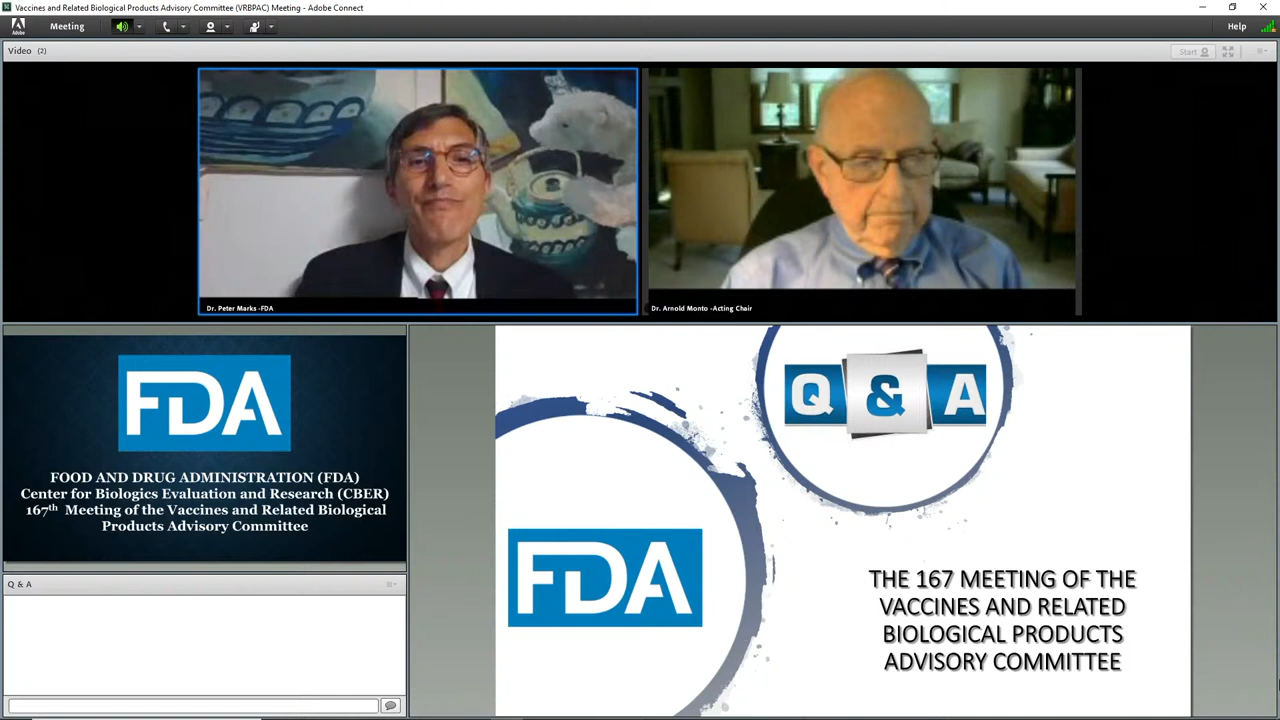 Vaccines and Related Biological Products Advisory Committee (VRBPAC) Meeting - Adobe Connect
Adobe
Meeting
Help
Video (2)
Start
Dr. Peter Marks -FDA
Dr. Arnold Monto -Acting Chair
FDA
FOOD AND DRUG ADMINISTRATION (FDA)
Center for Biologics Evaluation and Research (CBER)
167th Meeting of the Vaccines and Related Biological
Products Advisory Committee
Q & A
Q & A
FDA
THE 167 MEETING OF THE
VACCINES AND RELATED
BIOLOGICAL PRODUCTS
ADVISORY COMMITTEE